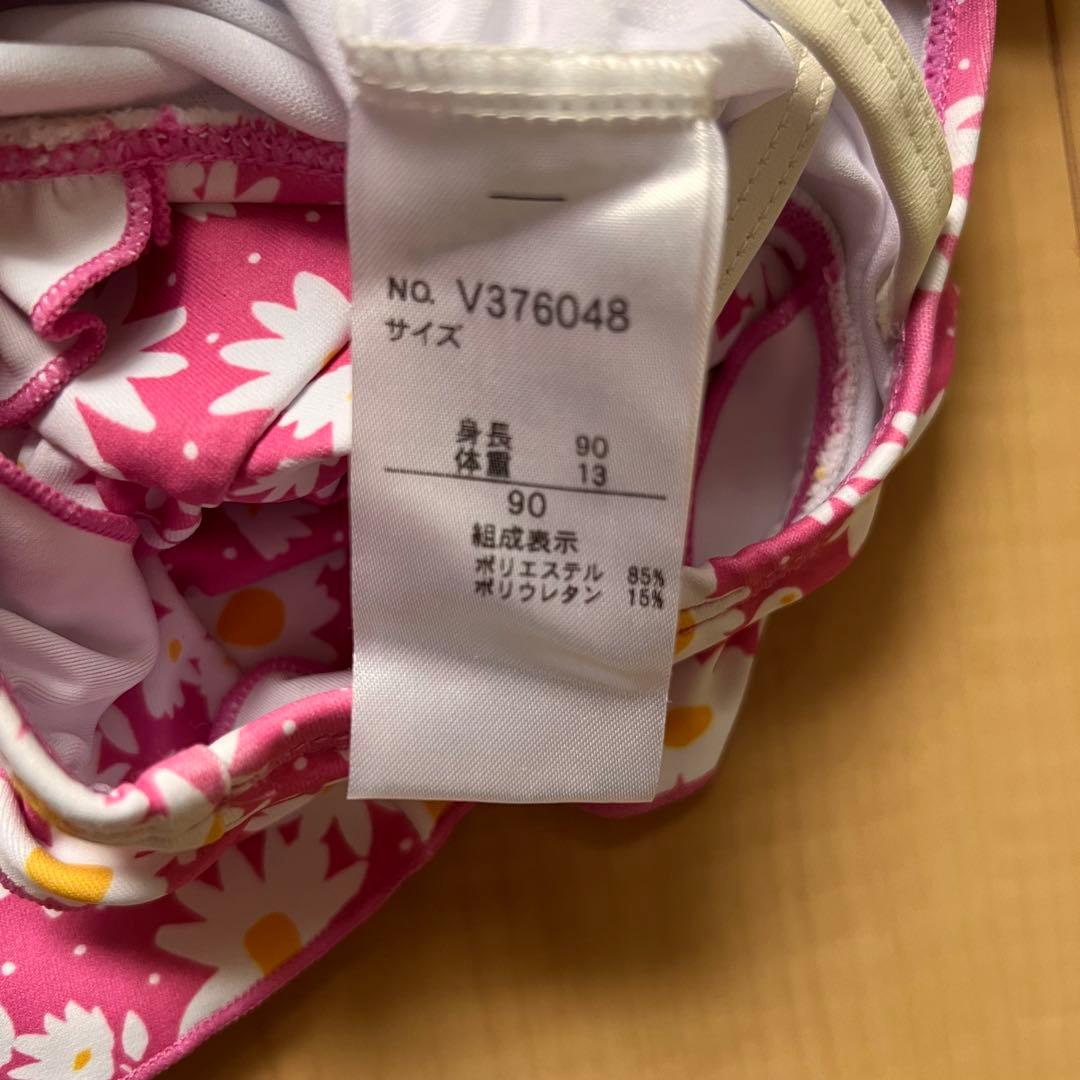 NO. V376048
サイズ
身長 90
体重 13
90
組成表示
ポリエステル 85%
ポリウレタン 15%